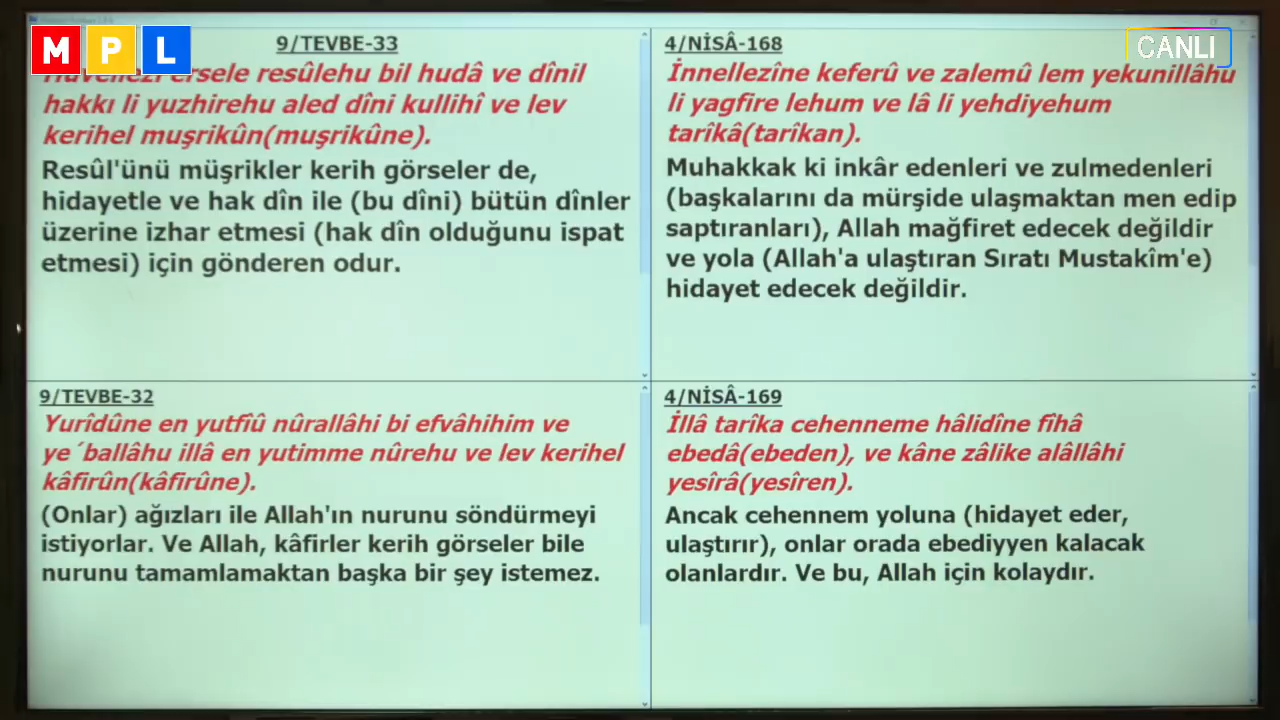 MPL
CANLI
9/TEVBE-33
ersele resûlehu bil hudâ ve dînil
hakkı li yuzhirehu aled dîni kullihî ve lev
kerihel muşrikûn(muşrikûne).
Resûl'ünü müşrikler kerih görseler de,
hidayetle ve hak dîn ile (bu dîni) bütün dînler
üzerine izhar etmesi (hak dîn olduğunu ispat
etmesi) için gönderen odur.
4/NİSÂ-168
İnnellezîne keferû ve zalemû lem yekunillâhu
li yagfire lehum ve lâ li yehdiyehum
tarîkâ(tarîkan).
Muhakkak ki inkâr edenleri ve zulmedenleri
(başkalarını da mürşide ulaşmaktan men edip
saptıranları), Allah mağfiret edecek değildir
ve yola (Allah'a ulaştıran Sıratı Mustakîm'e)
hidayet edecek değildir.
9/TEVBE-32
Yurîdûne en yutfîû nûrallâhi bi efvâhihim ve
ye´ballâhu illâ en yutimme nûrehu ve lev kerihel
kâfirûn(kâfirûne).
(Onlar) ağızları ile Allah'ın nurunu söndürmeyi
istiyorlar. Ve Allah, kâfirler kerih görseler bile
nurunu tamamlamaktan başka bir şey istemez.
4/NİSÂ-169
İllâ tarîka cehenneme hâlidîne fîhâ
ebedâ(ebeden), ve kâne zâlike alâllâhi
yesîrâ(yesîren).
Ancak cehennem yoluna (hidayet eder,
ulaştırır), onlar orada ebediyyen kalacak
olanlardır. Ve bu, Allah için kolaydır.